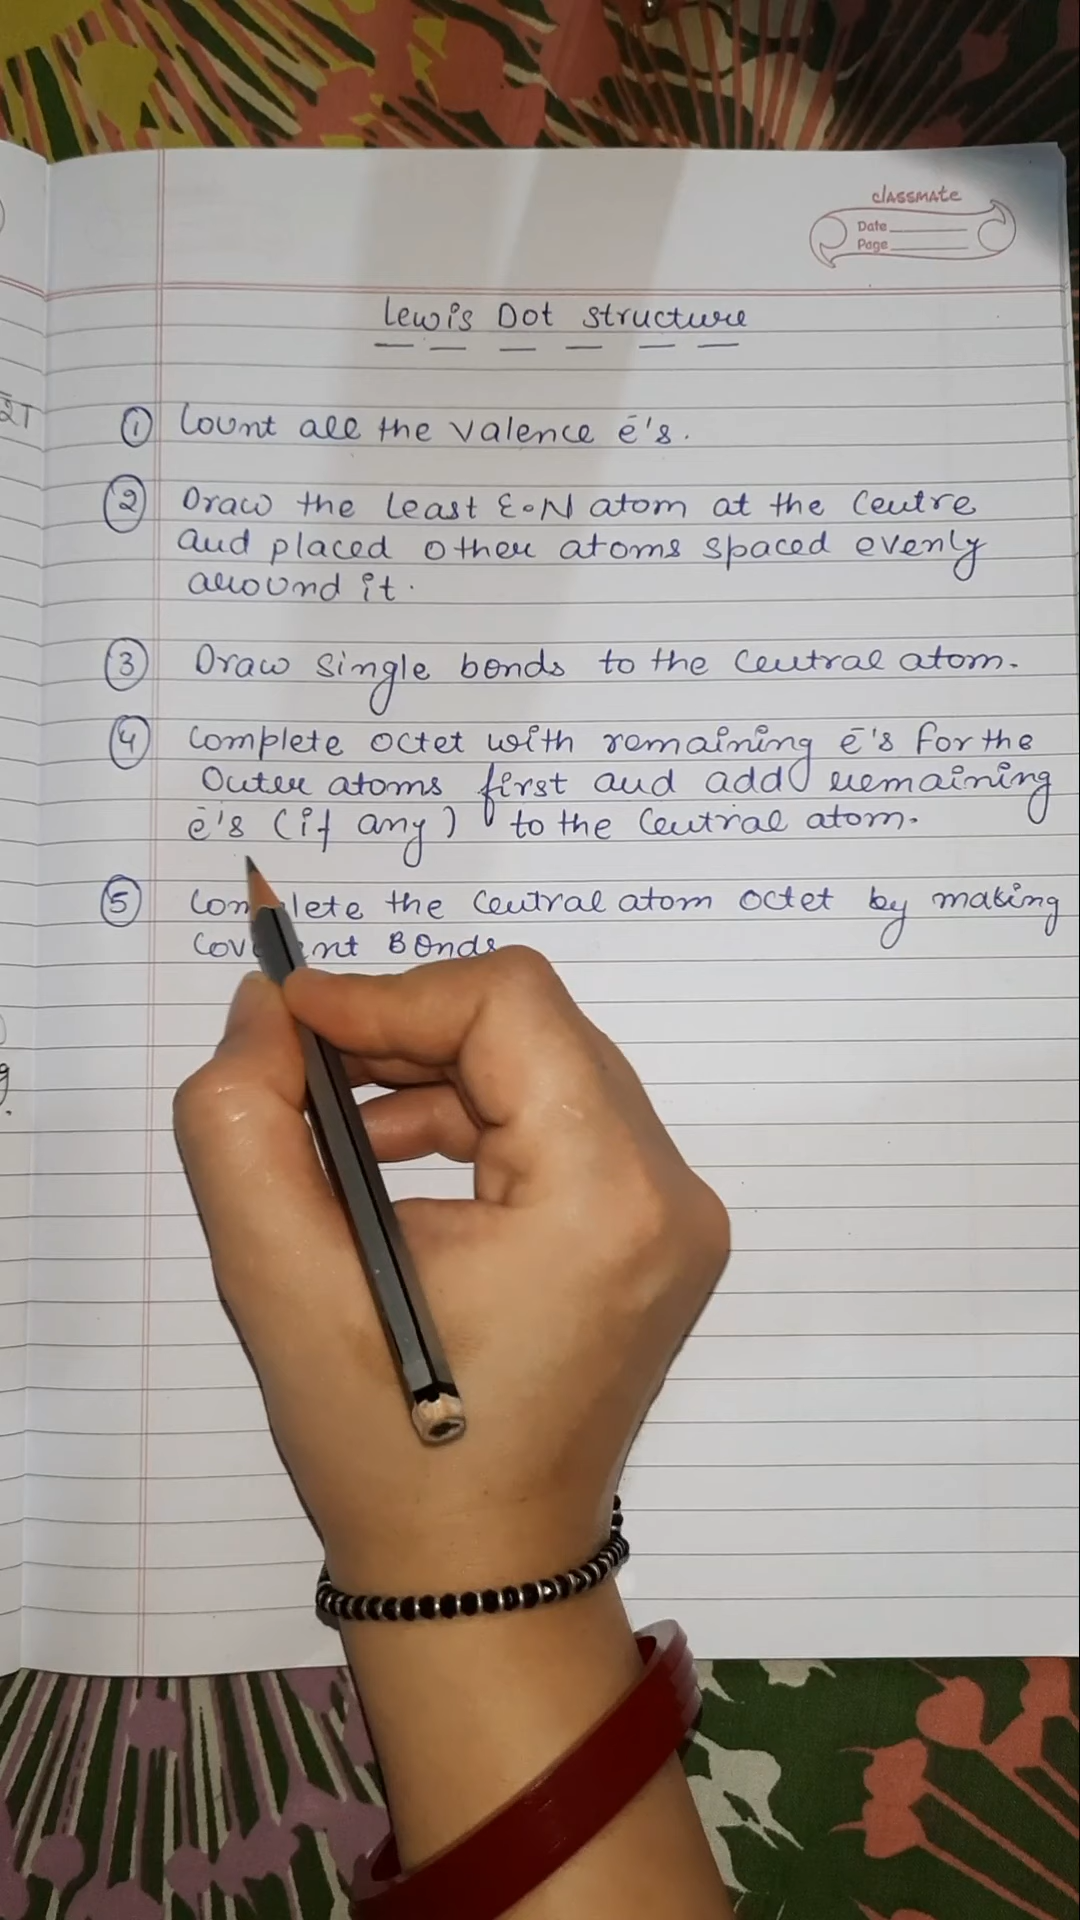 classmate
Date
Page
Lewis Dot structure
① Count all the valence ē's.
② Draw the least E.N atom at the centre
and placed other atoms spaced evenly
around it.
③ Draw single bonds to the central atom.
④ complete octet with remaining ē's for the
outer atoms first and add remaining
ē's (if any) to the central atom.
⑤ complete the central atom octet by making
covalent Bonds